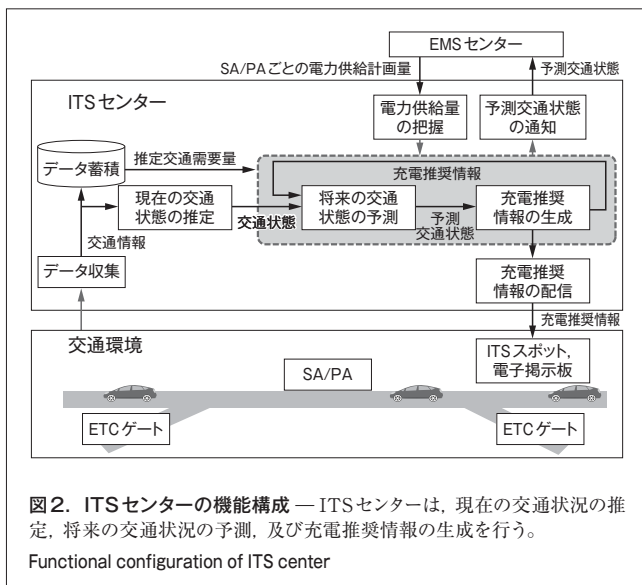 EMSセンター
SA/PAごとの電力供給計画量
予測交通状態
ITSセンター
電力供給量
の把握
予測交通状態
の通知
データ蓄積
推定交通需要量
充電推奨情報
現在の交通
状態の推定
交通状態
将来の交通
状態の予測
予測
交通状態
充電推奨
情報の生成
交通情報
データ収集
充電推奨
情報の配信
充電推奨情報
交通環境
ITSスポット,
電子掲示板
SA/PA
ETCゲート
ETCゲート
図2. ITSセンターの機能構成 — ITSセンターは, 現在の交通状況の推
定, 将来の交通状況の予測, 及び充電推奨情報の生成を行う。
Functional configuration of ITS center